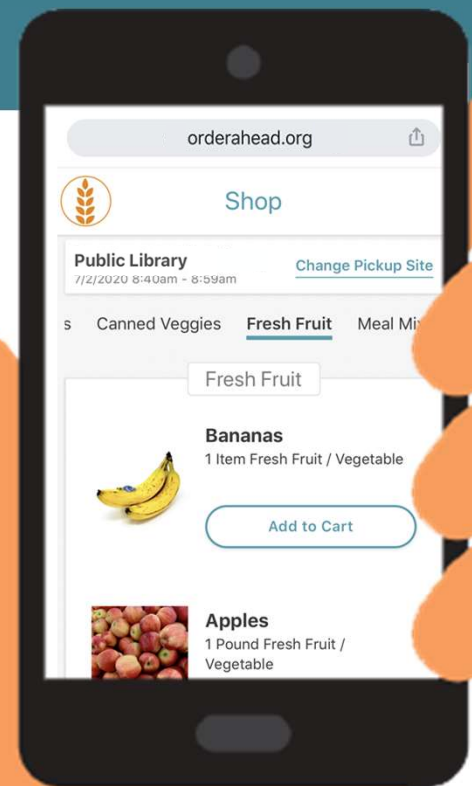 orderahead.org
Shop
Public Library
Change Pickup Site
7/2/2020 8:40am - 8:59am
s Canned Veggies Fresh Fruit Meal Mi
Fresh Fruit
Bananas
1 Item Fresh Fruit / Vegetable
Add to Cart
Apples
1 Pound Fresh Fruit /
Vegetable